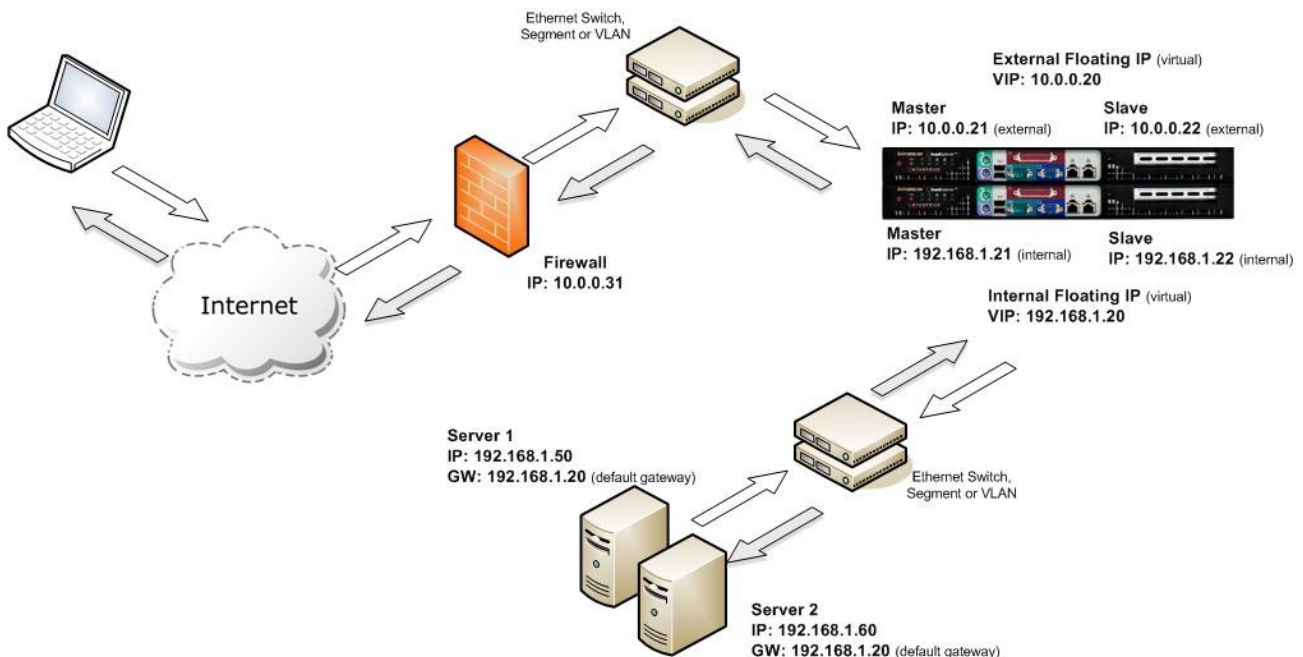 Ethernet Switch,
Segment or VLAN
External Floating IP (virtual)
VIP: 10.0.0.20
Master
IP: 10.0.0.21 (external)
Slave
IP: 10.0.0.22 (external)
Master
IP: 192.168.1.21 (internal)
Slave
IP: 192.168.1.22 (internal)
Firewall
IP: 10.0.0.31
Internet
Internal Floating IP (virtual)
VIP: 192.168.1.20
Server 1
IP: 192.168.1.50
GW: 192.168.1.20 (default gateway)
Ethernet Switch,
Segment or VLAN
Server 2
IP: 192.168.1.60
GW: 192.168.1.20 (default gateway)